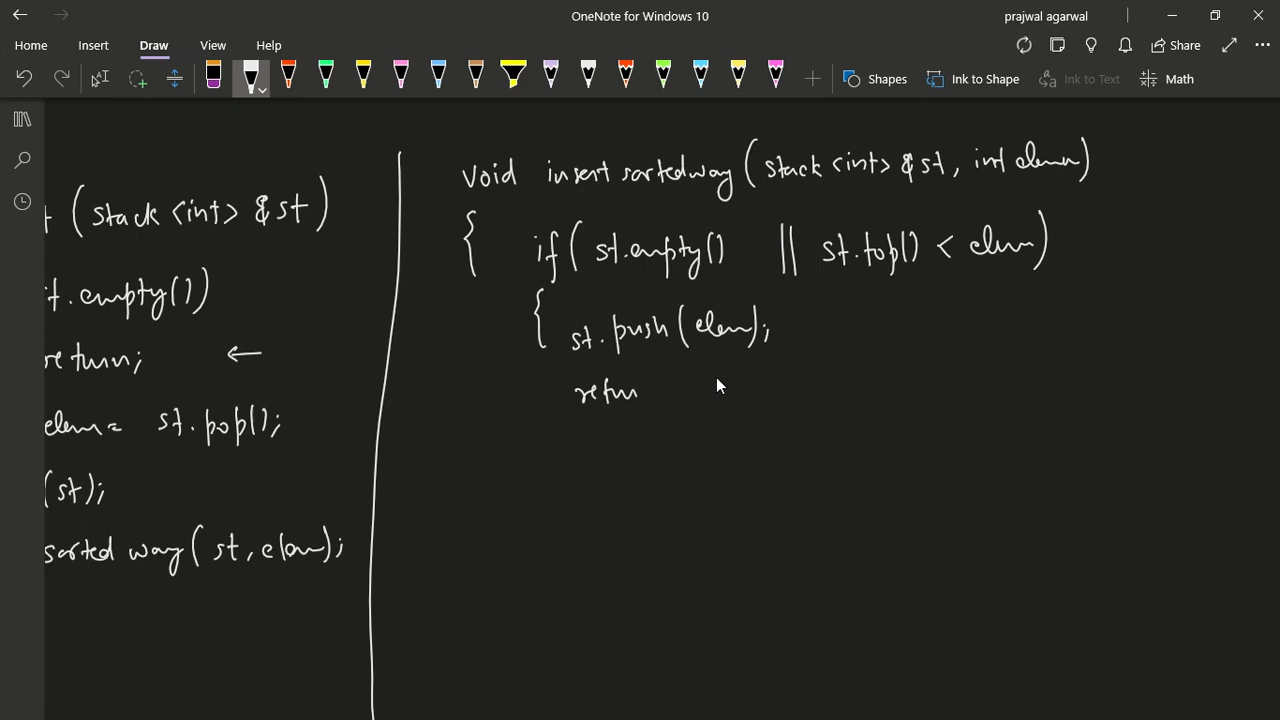 OneNote for Windows 10
prajwal agarwal
Home Insert Draw View Help
Share
Shapes Ink to Shape Ink to Text Math
t (stack <int> &st)
t.empty())
return; ←
elem= st.pop();
(st);
sorted way(st, elem);
void insert sortedway (stack <int> &st, int elem)
{ if( st.empty() || st.top() < elem)
{ st.push(elem);
retun